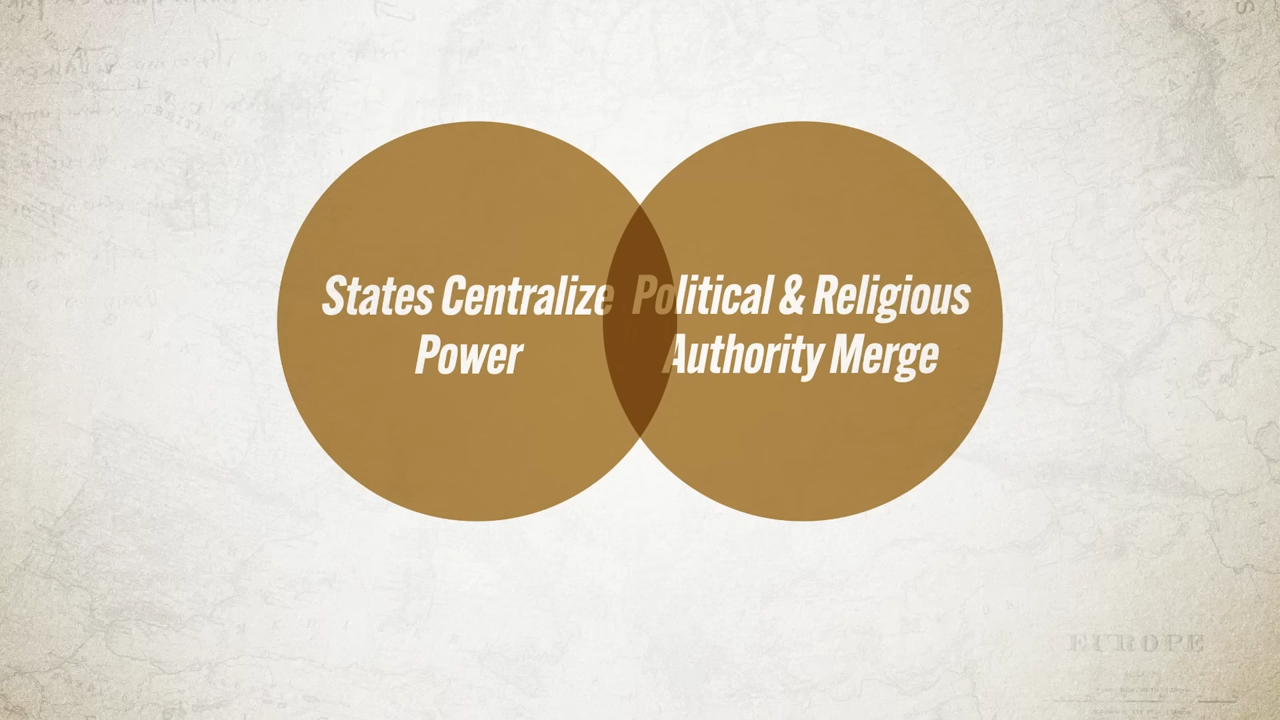 States Centralize
Power
Political & Religious
Authority Merge
EUROPE